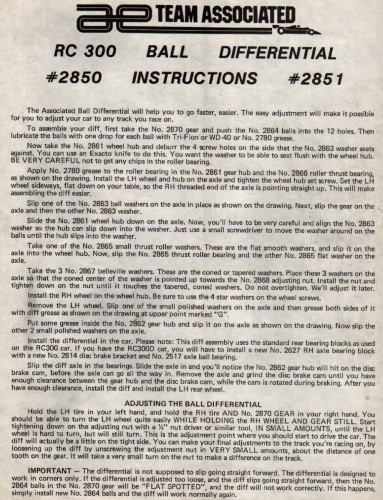 TEAM ASSOCIATED
RC 300 BALL DIFFERENTIAL
#2850 INSTRUCTIONS #2851
The Associated Ball Differential will help you to go faster, easier. The easy adjustment will make it possible
for you to adjust your car to any track you race on.
To assemble your diff, first take the No. 2870 gear and push the No. 2864 balls into the 12 holes. Then
lubricate the balls with one drop for each ball with Tri-Flon or WD-40 or No. 2780 grease.
Now take the No. 2861 wheel hub and deburr the 4 screw holes on the side that the No. 2863 washer seats
against. You can use an Exacto knife to do this. You want the washer to be able to seat flush with the wheel hub.
BE VERY CAREFUL not to get any chips in the roller bearing.
Apply No. 2780 grease to the roller bearing in the No. 2861 gear hub and the No. 2866 roller thrust bearing,
as shown on the drawing. Install the LH wheel and hub on the axle and tighten the wheel hub set screw. Set the LH
wheel sideways, flat down on your table, so the RH threaded end of the axle is pointing straight up. This will make
assembling the diff easier.
Slip one of the No. 2863 ball washers on the axle in place as shown on the drawing. Next, slip the gear on the
axle and then the other No. 2863 washer.
Slide the No. 2861 wheel hub down on the axle. Now, you'll have to be very careful and align the No. 2863
washer so the hub can slip down into the washer. Just use a small screwdriver to move the washer around on the
balls until the hub slips into the washer.
Take one of the No. 2865 small thrust roller washers. These are the flat smooth washers, and slip it on the
axle into the wheel hub. Now, slip the No. 2865 thrust roller bearing and the other No. 2865 flat washer on the
axle.
Take the 3 No. 2867 belleville washers. These are the coned or tapered washers. Place these 3 washers on the
axle so that the coned center of the washer is pointed up towards the No. 2868 adjusting nut. Install the nut and
tighten down on the nut until it touches the tapered, coned washers. Do not overtighten. We'll adjust it later.
Install the RH wheel on the wheel hub. Be sure to use the 4 star washers on the wheel screws.
Remove the LH wheel. Slip one of the small polished washers on the axle and then grease both sides of it
with diff grease as shown on the drawing at upper point marked "G".
Put some grease inside the No. 2862 gear hub and slip it on the axle as shown on the drawing. Now slip the
other 2 small polished washers on the axle.
Install the differential in the car. Please note: This diff assembly uses the standard rear bearing blocks as used
on the RC300 car. If you have the RC300D car, you will have to install a new No. 2627 RH axle bearing block
with a new No. 2614 disc brake bracket and No. 2517 axle ball bearing.
Slip the diff axle in the bearings. Slide the axle in and you'll notice the No. 2862 gear hub will hit on the disc
brake cam, before the axle can go all the way in. Remove the axle and grind the disc brake cam until you have
enough clearance between the gear hub and the disc brake cam, while the cam is rotated during braking. After you
have enough clearance, install the diff and install the LH rear wheel.
ADJUSTING THE BALL DIFFERENTIAL
Hold the LH tire in your left hand, and hold the RH tire AND No. 2870 GEAR in your right hand. You
should be able to turn the LH wheel quite easily WHILE HOLDING the RH WHEEL AND GEAR STILL. Start
tightening down on the adjusting nut with a ¾" nut driver or similar tool, IN SMALL AMOUNTS, until the LH
wheel is hard to turn, but will still turn. This is the adjustment point where you should start to drive the car. The
diff will actually be a little on the tight side. You can make your final adjustments to the track you're racing on, by
loosening up the diff by unscrewing the adjustment nut in VERY SMALL amounts, about the distance of one
tooth on the gear. It will take a very small turn on the nut to make a difference on the track.
IMPORTANT — The differential is not supposed to slip going straight forward. The differential is designed to
work in corners only. If the differential is adjusted too loose, and the diff slips going straight forward, then the No.
2864 balls in the No. 2870 gear will be "FLAT SPOTTED", and the diff will not work correctly. If this happens,
simply install new No. 2864 balls and the diff will work normally again.